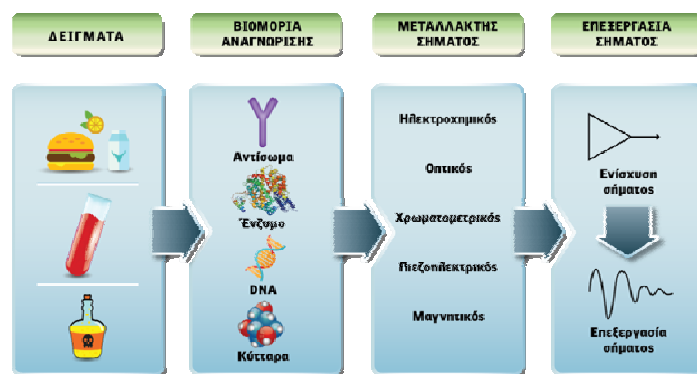 ΔΕΙΓΜΑΤΑ
ΒΙΟΜΟΡΙΑ
ΑΝΑΓΝΩΡΙΣΗΣ
ΜΕΤΑΛΛΑΚΤΗΣ
ΣΗΜΑΤΟΣ
ΕΠΕΞΕΡΓΑΣΙΑ
ΣΗΜΑΤΟΣ
Αντίσωμα
Ένζυμο
DNA
Κύτταρα
Ηλεκτροχημικός
Οπτικός
Χρωματομετρικός
Πιεζοηλεκτρικός
Μαγνητικός
Ενίσχυση
σήματος
Επεξεργασία
σήματος